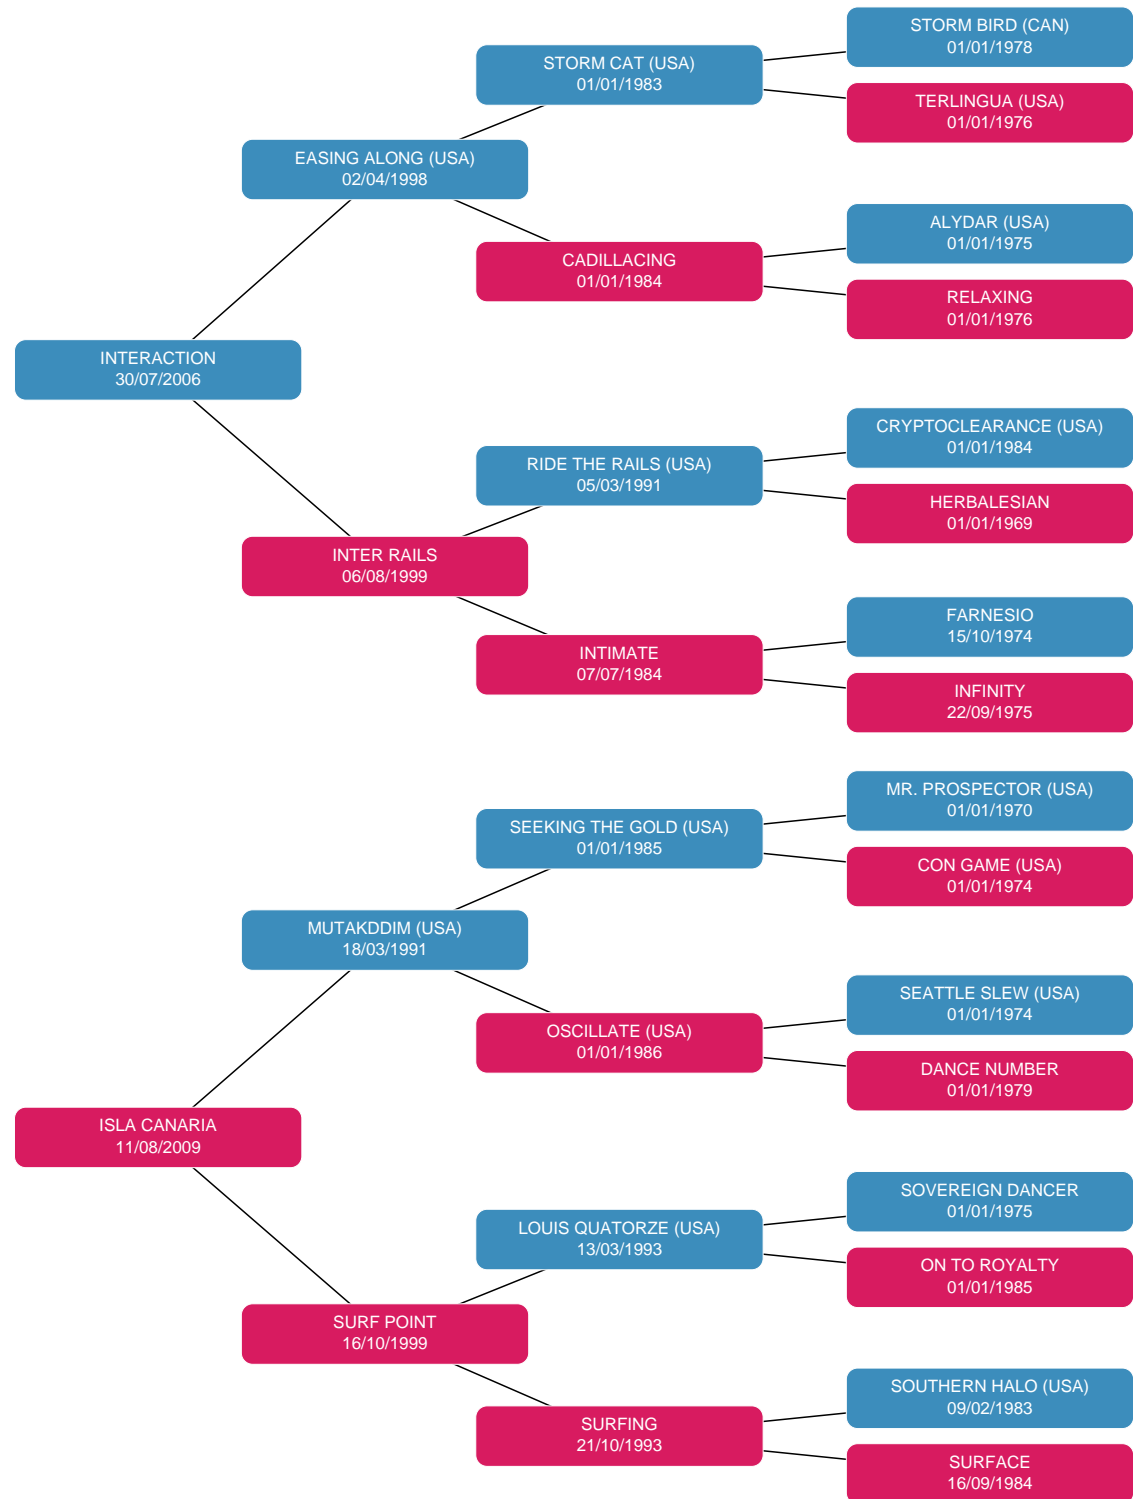 STORM BIRD (CAN)
01/01/1978
STORM CAT (USA)
01/01/1983
TERLINGUA (USA)
01/01/1976
EASING ALONG (USA)
02/04/1998
ALYDAR (USA)
01/01/1975
CADILLACING
01/01/1984
RELAXING
01/01/1976
INTERACTION
30/07/2006
CRYPTOCLEARANCE (USA)
01/01/1984
RIDE THE RAILS (USA)
05/03/1991
HERBALESIAN
01/01/1969
INTER RAILS
06/08/1999
FARNESIO
15/10/1974
INTIMATE
07/07/1984
INFINITY
22/09/1975
MR. PROSPECTOR (USA)
01/01/1970
SEEKING THE GOLD (USA)
01/01/1985
CON GAME (USA)
01/01/1974
MUTAKDDIM (USA)
18/03/1991
SEATTLE SLEW (USA)
01/01/1974
OSCILLATE (USA)
01/01/1986
DANCE NUMBER
01/01/1979
ISLA CANARIA
11/08/2009
SOVEREIGN DANCER
01/01/1975
LOUIS QUATORZE (USA)
13/03/1993
ON TO ROYALTY
01/01/1985
SURF POINT
16/10/1999
SOUTHERN HALO (USA)
09/02/1983
SURFING
21/10/1993
SURFACE
16/09/1984